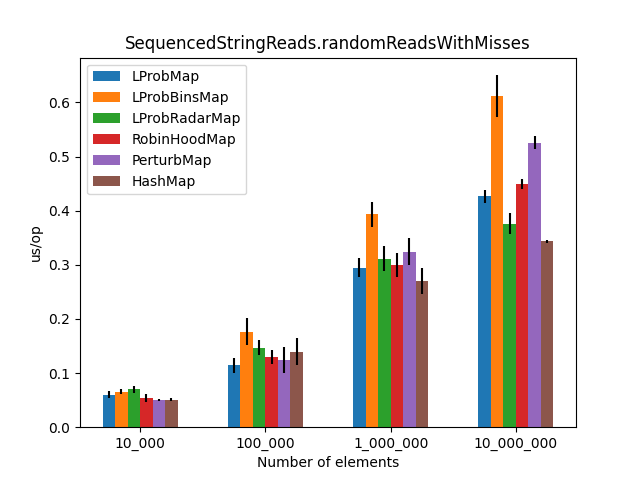 SequencedStringReads.randomReadsWithMisses
us/op
0.6
0.5
0.4
0.3
0.2
0.1
0.0
LProbMap
LProbBinsMap
LProbRadarMap
RobinHoodMap
PerturbMap
HashMap
10_000 100_000 1_000_000 10_000_000
Number of elements